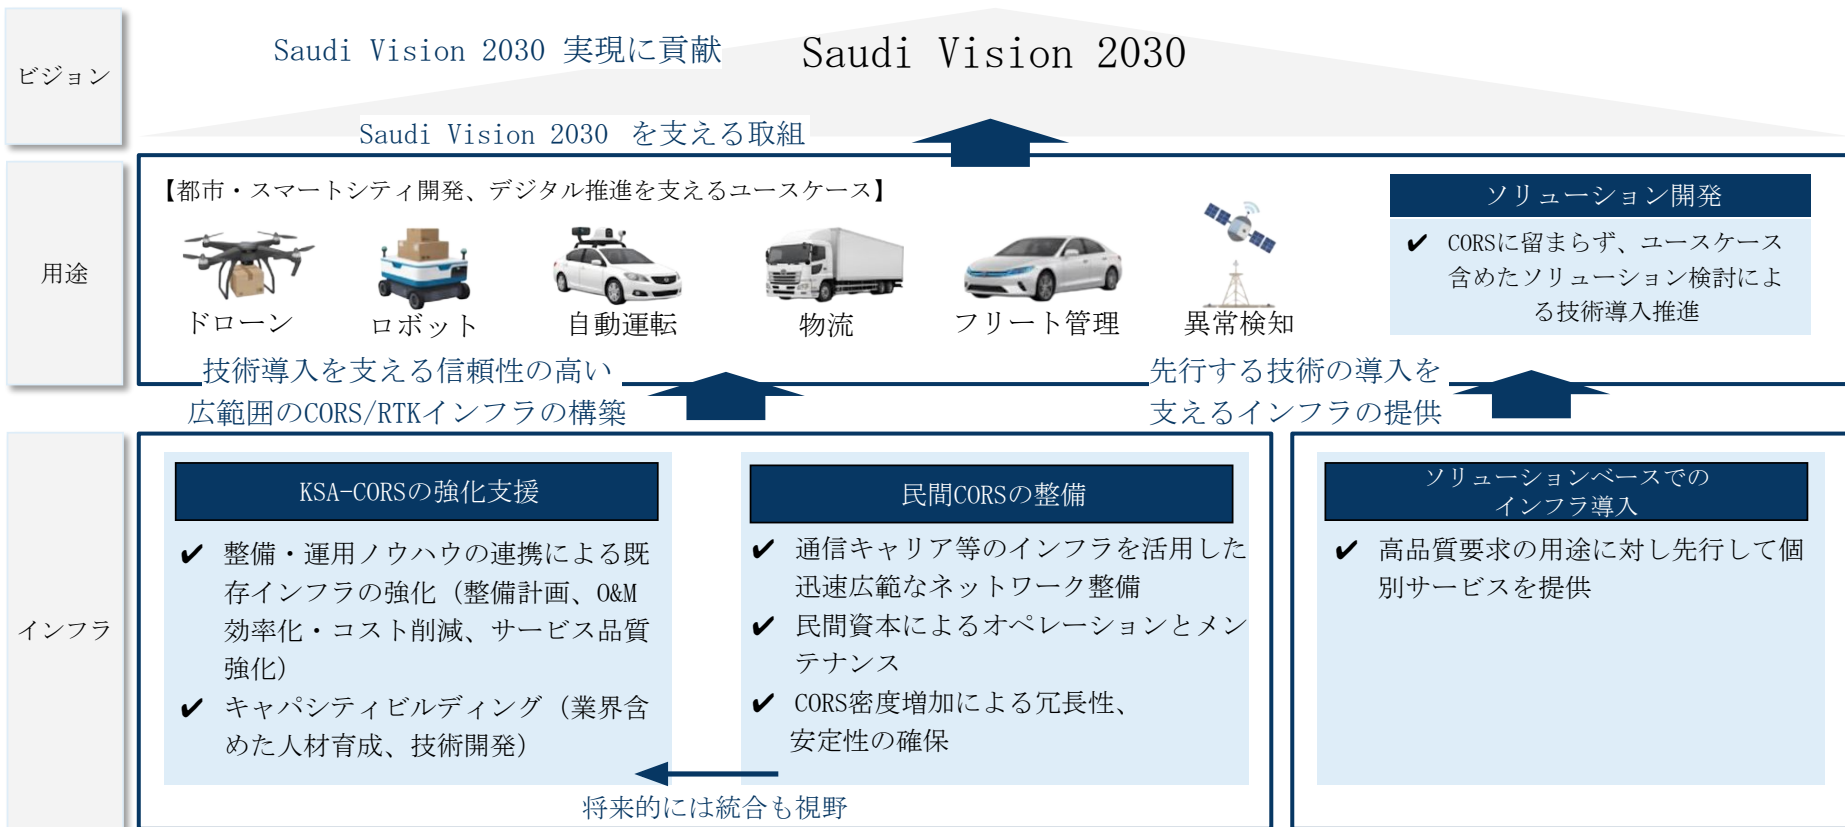 ビジョン
Saudi Vision 2030 実現に貢献
Saudi Vision 2030
Saudi Vision 2030 を支える取組
用途
【都市・スマートシティ開発、デジタル推進を支えるユースケース】
ドローン
ロボット
自動運転
物流
フリート管理
異常検知
ソリューション開発
✔ CORSに留まらず、ユースケース
含めたソリューション検討によ
る技術導入推進
技術導入を支える信頼性の高い
広範囲のCORS/RTKインフラの構築
先行する技術の導入を
支えるインフラの提供
インフラ
KSA-CORSの強化支援
✔ 整備・運用ノウハウの連携による既
存インフラの強化（整備計画、O&M
効率化・コスト削減、サービス品質
強化）
✔ キャパシティビルディング（業界含
めた人材育成、技術開発）
民間CORSの整備
✔ 通信キャリア等のインフラを活用した
迅速広範なネットワーク整備
✔ 民間資本によるオペレーションとメン
テナンス
✔ CORS密度増加による冗長性、
安定性の確保
将来的には統合も視野
ソリューションベースでの
インフラ導入
✔ 高品質要求の用途に対し先行して個
別サービスを提供